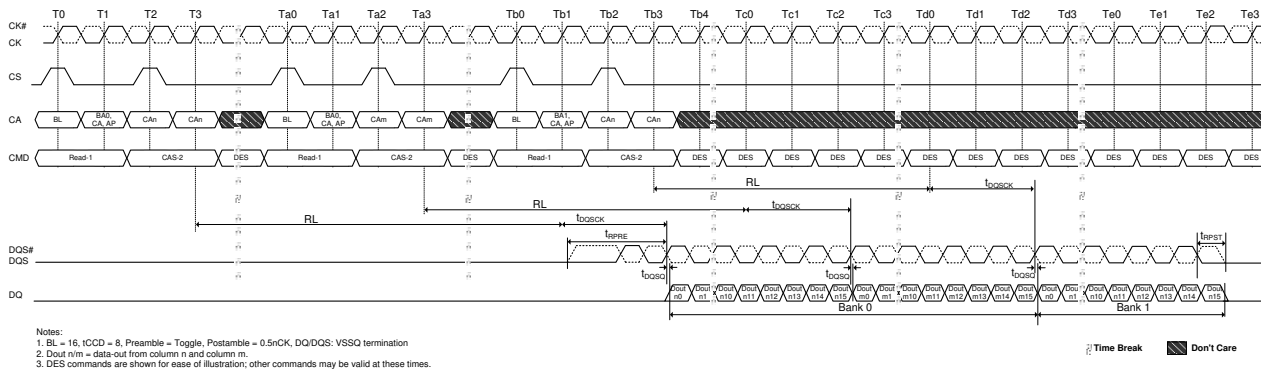 T0 T1 T2 T3 Ta0 Ta1 Ta2 Ta3 Tb0 Tb1 Tb2 Tb3 Tb4 Tc0 Tc1 Tc2 Tc3 Td0 Td1 Td2 Td3 Te0 Te1 Te2 Te3
CK#
CK
CS
CA BL BA0, CA, AP CAn CAn BL BA0, CA, AP CAm CAm BL BA1, CA, AP CAn CAn
CMD Read-1 CAS-2 DES Read-1 CAS-2 DES Read-1 CAS-2 DES DES DES DES DES DES DES DES DES DES DES DES DES
RL tDQSCK
RL tDQSCK
RL tDQSCK
tRPRE tRPST
DQS#
DQS
tDQSQ tDQSQ tDQSQ
DQ Dout n0 Dout n1 Dout n10 Dout n11 Dout n12 Dout n13 Dout n14 Dout n15 Dout m0 Dout m1 Dout m10 Dout m11 Dout m12 Dout m13 Dout m14 Dout m15 Dout n0 Dout n1 Dout n10 Dout n11 Dout n12 Dout n13 Dout n14 Dout n15
Bank 0 Bank 1
Notes:
1. BL = 16, tCCD = 8, Preamble = Toggle, Postamble = 0.5nCK, DQ/DQS: VSSQ termination
2. Dout n/m = data-out from column n and column m.
3. DES commands are shown for ease of illustration; other commands may be valid at these times.
Time Break Don't Care